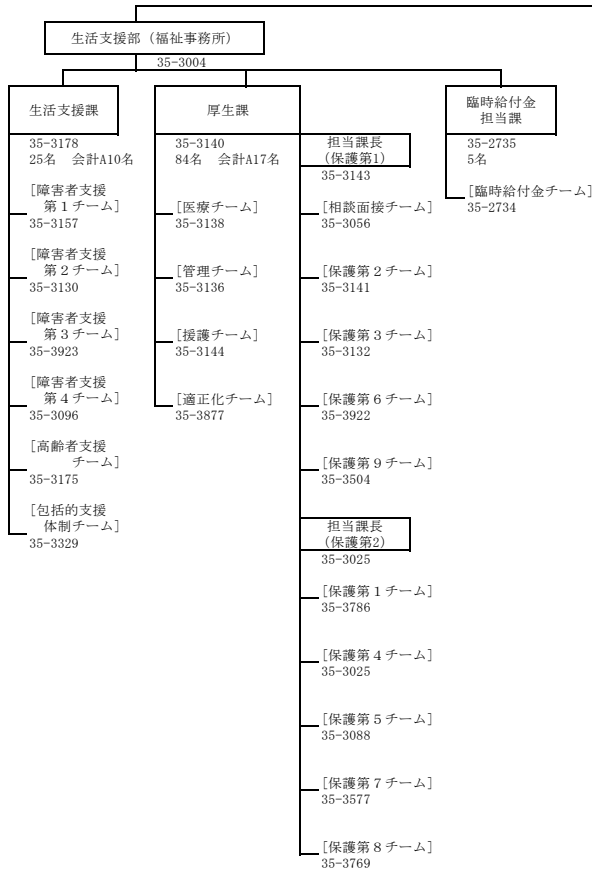 生活支援部（福祉事務所）
35-3004
生活支援課
35-3178
25名　会計A10名
[障害者支援
第１チーム]
35-3157
[障害者支援
第２チーム]
35-3130
[障害者支援
第３チーム]
35-3923
[障害者支援
第４チーム]
35-3096
[高齢者支援
チーム]
35-3175
[包括的支援
体制チーム]
35-3329
厚生課
35-3140
84名　会計A17名
[医療チーム]
35-3138
[管理チーム]
35-3136
[援護チーム]
35-3144
[適正化チーム]
35-3877
担当課長
（保護第1）
35-3143
[相談面接チーム]
35-3056
[保護第２チーム]
35-3141
[保護第３チーム]
35-3132
[保護第６チーム]
35-3922
[保護第９チーム]
35-3504
担当課長
（保護第2）
35-3025
[保護第１チーム]
35-3786
[保護第４チーム]
35-3025
[保護第５チーム]
35-3088
[保護第７チーム]
35-3577
[保護第８チーム]
35-3769
臨時給付金
担当課
35-2735
5名
[臨時給付金チーム]
35-2734